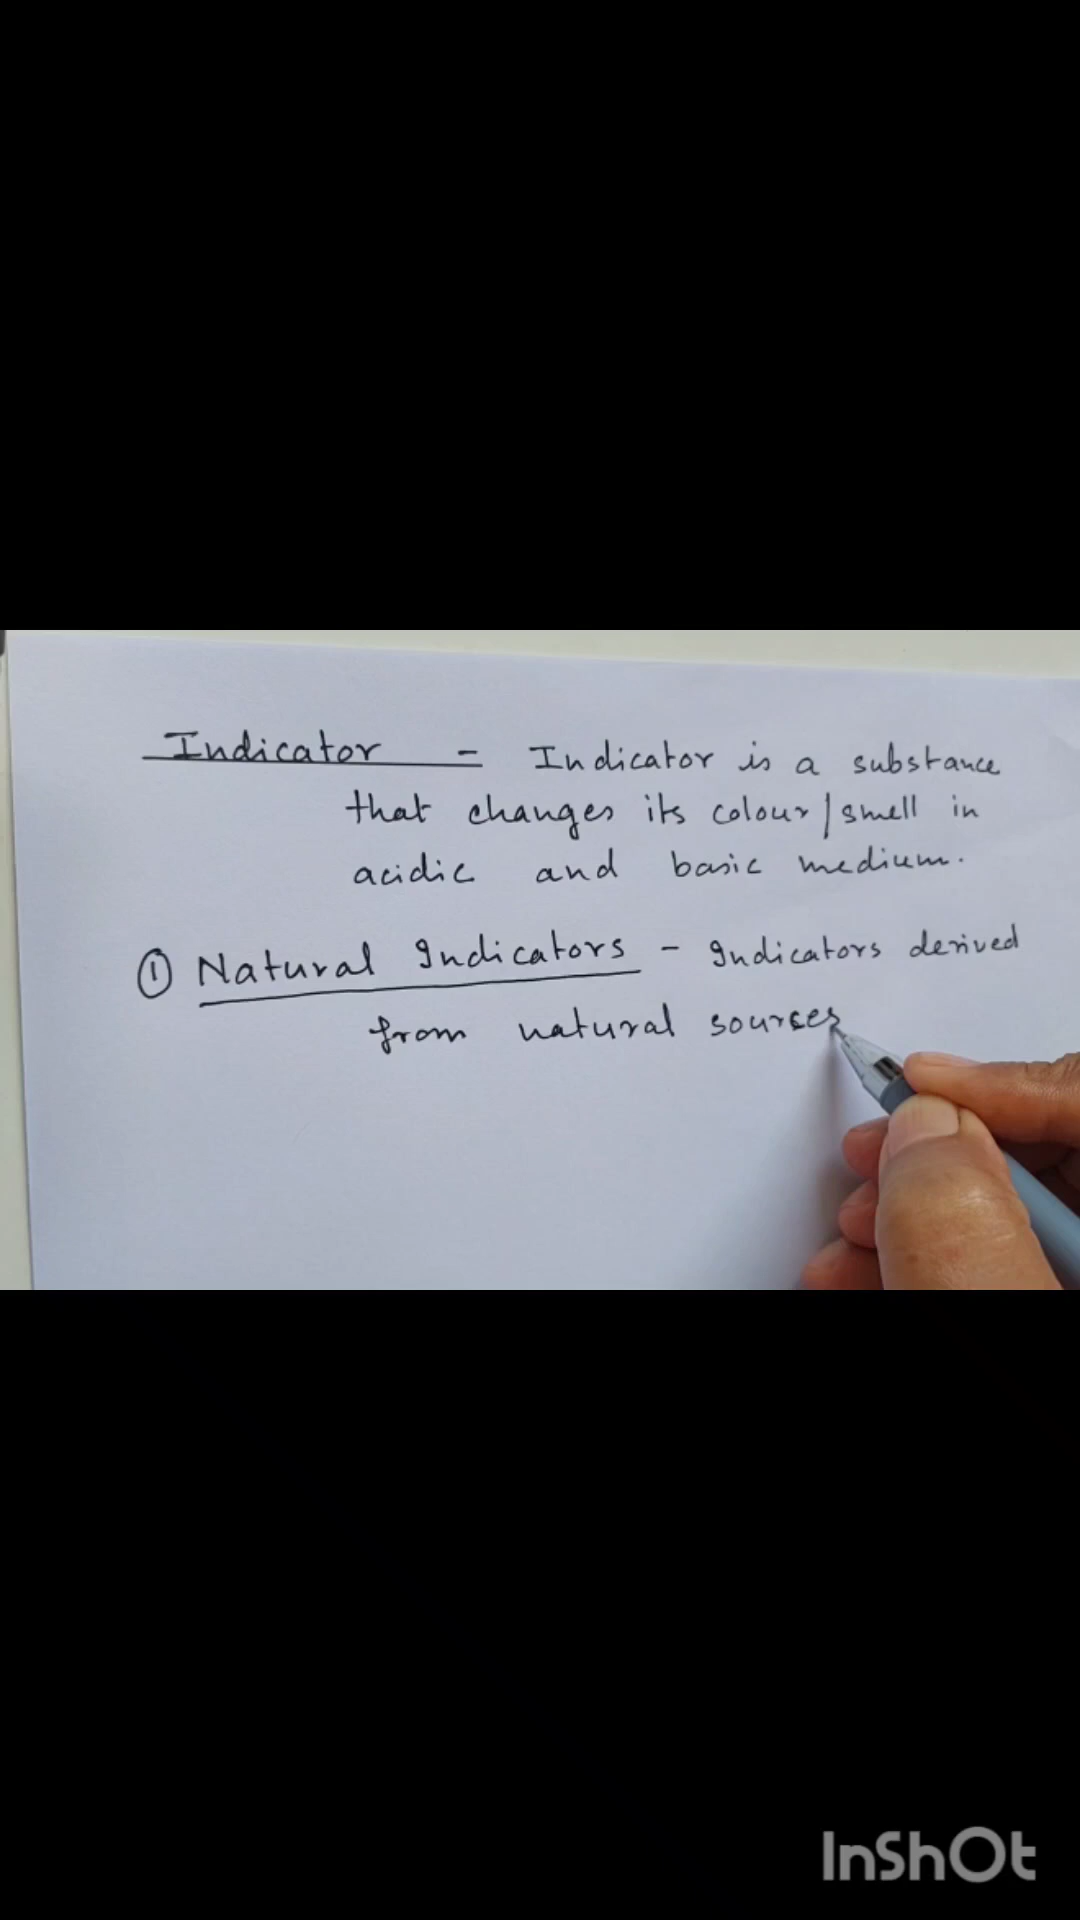 Indicator - Indicator is a substance
that changes its colour/smell in
acidic and basic medium.
① Natural Indicators - Indicators derived
from natural sources
InShOt